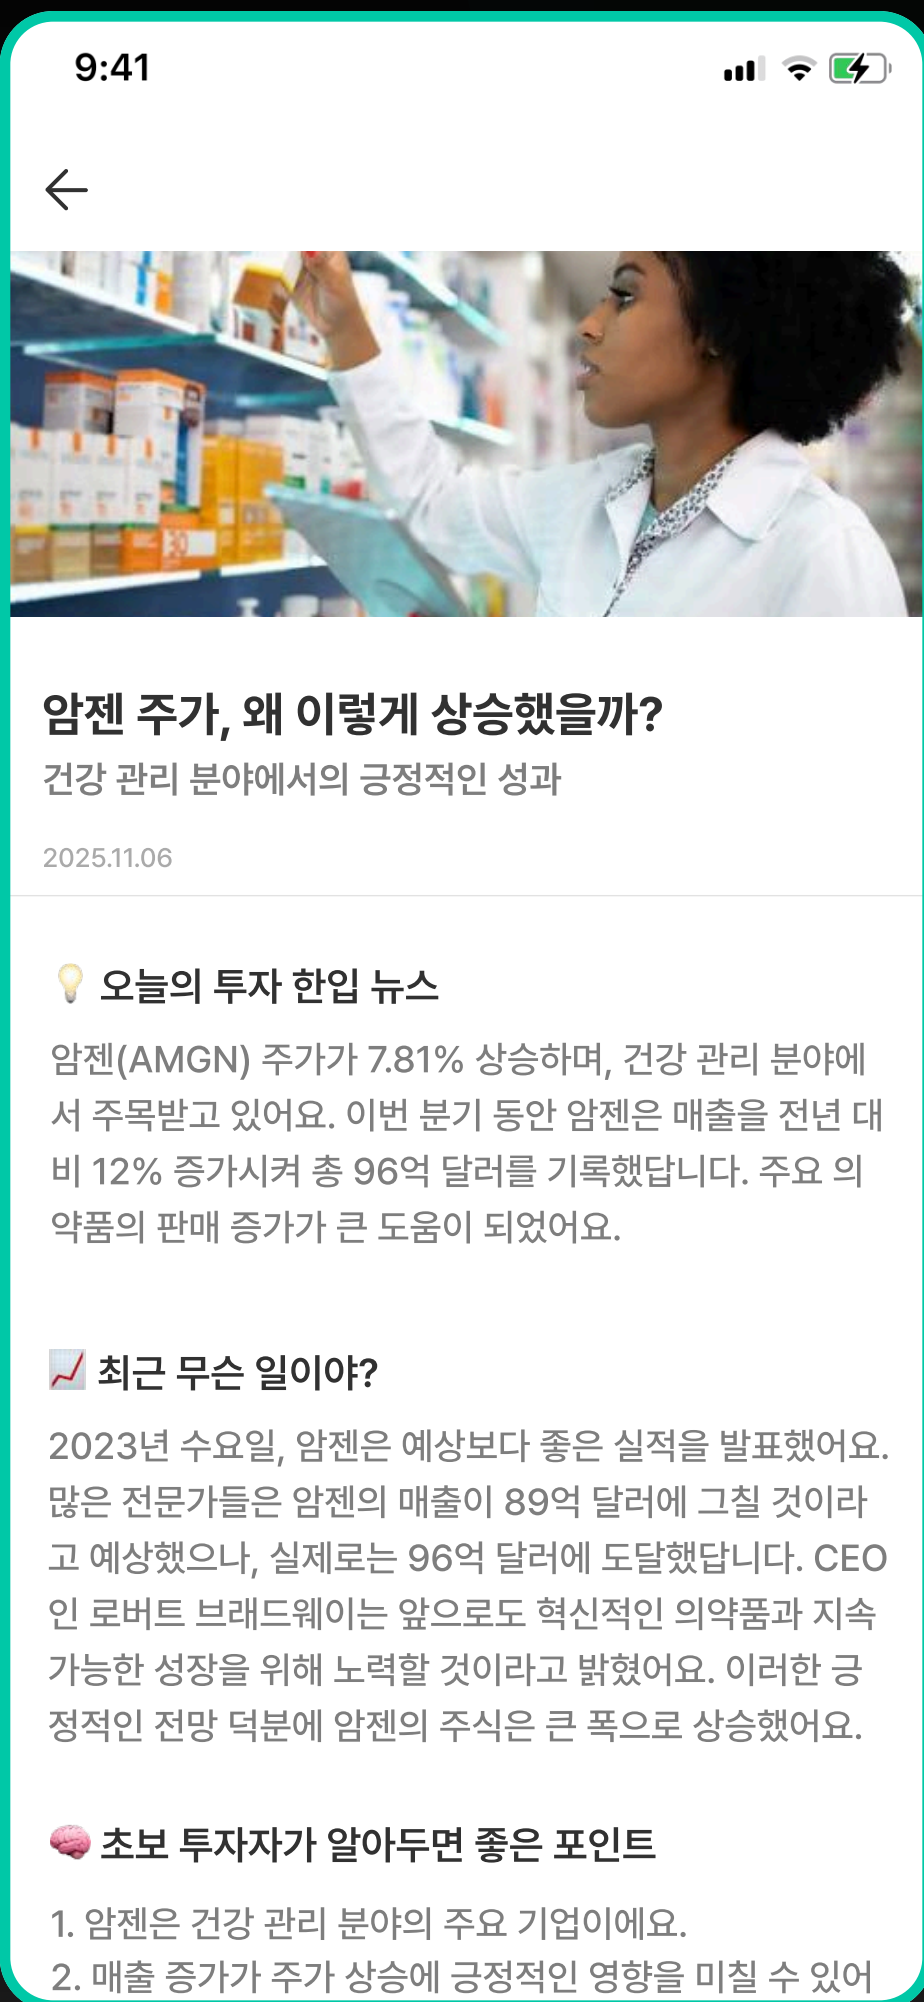 9:41
암젠 주가, 왜 이렇게 상승했을까?
건강 관리 분야에서의 긍정적인 성과
2025.11.06
💡 오늘의 투자 한입 뉴스
암젠(AMGN) 주가가 7.81% 상승하며, 건강 관리 분야에
서 주목받고 있어요. 이번 분기 동안 암젠은 매출을 전년 대
비 12% 증가시켜 총 96억 달러를 기록했답니다. 주요 의
약품의 판매 증가가 큰 도움이 되었어요.
📈 최근 무슨 일이야?
2023년 수요일, 암젠은 예상보다 좋은 실적을 발표했어요.
많은 전문가들은 암젠의 매출이 89억 달러에 그칠 것이라
고 예상했으나, 실제로는 96억 달러에 도달했답니다. CEO
인 로버트 브래드웨이는 앞으로도 혁신적인 의약품과 지속
가능한 성장을 위해 노력할 것이라고 밝혔어요. 이러한 긍
정적인 전망 덕분에 암젠의 주식은 큰 폭으로 상승했어요.
🧠 초보 투자자가 알아두면 좋은 포인트
1. 암젠은 건강 관리 분야의 주요 기업이에요.
2. 매출 증가가 주가 상승에 긍정적인 영향을 미칠 수 있어